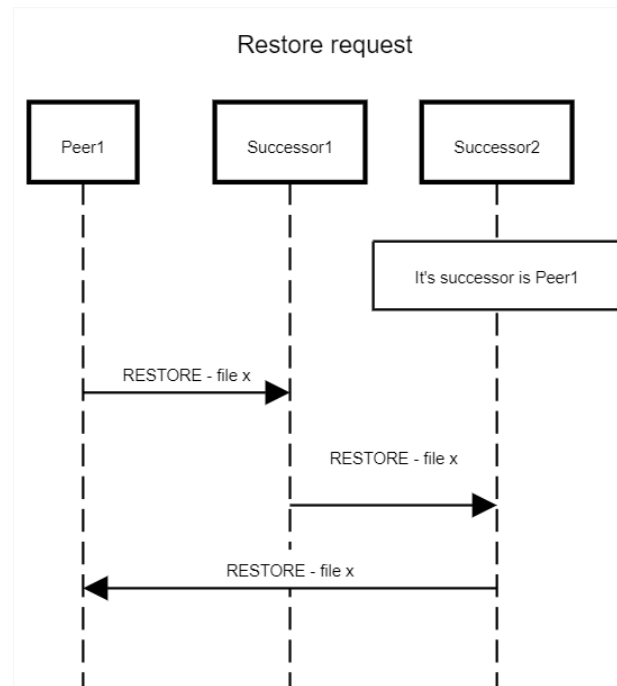 Restore request
Peer1
Successor1
Successor2
It's successor is Peer1
RESTORE - file x
RESTORE - file x
RESTORE - file x